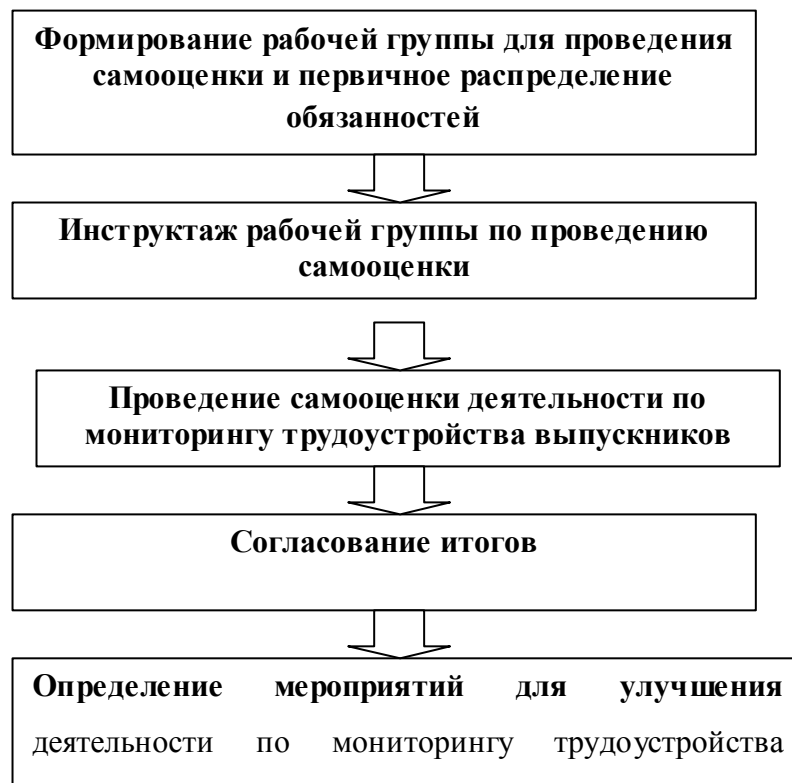 Формирование рабочей группы для проведения
самооценки и первичное распределение
обязанностей
Инструктаж рабочей группы по проведению
самооценки
Проведение самооценки деятельности по
мониторингу трудоустройства выпускников
Согласование итогов
Определение мероприятий для улучшения
деятельности по мониторингу трудоустройства